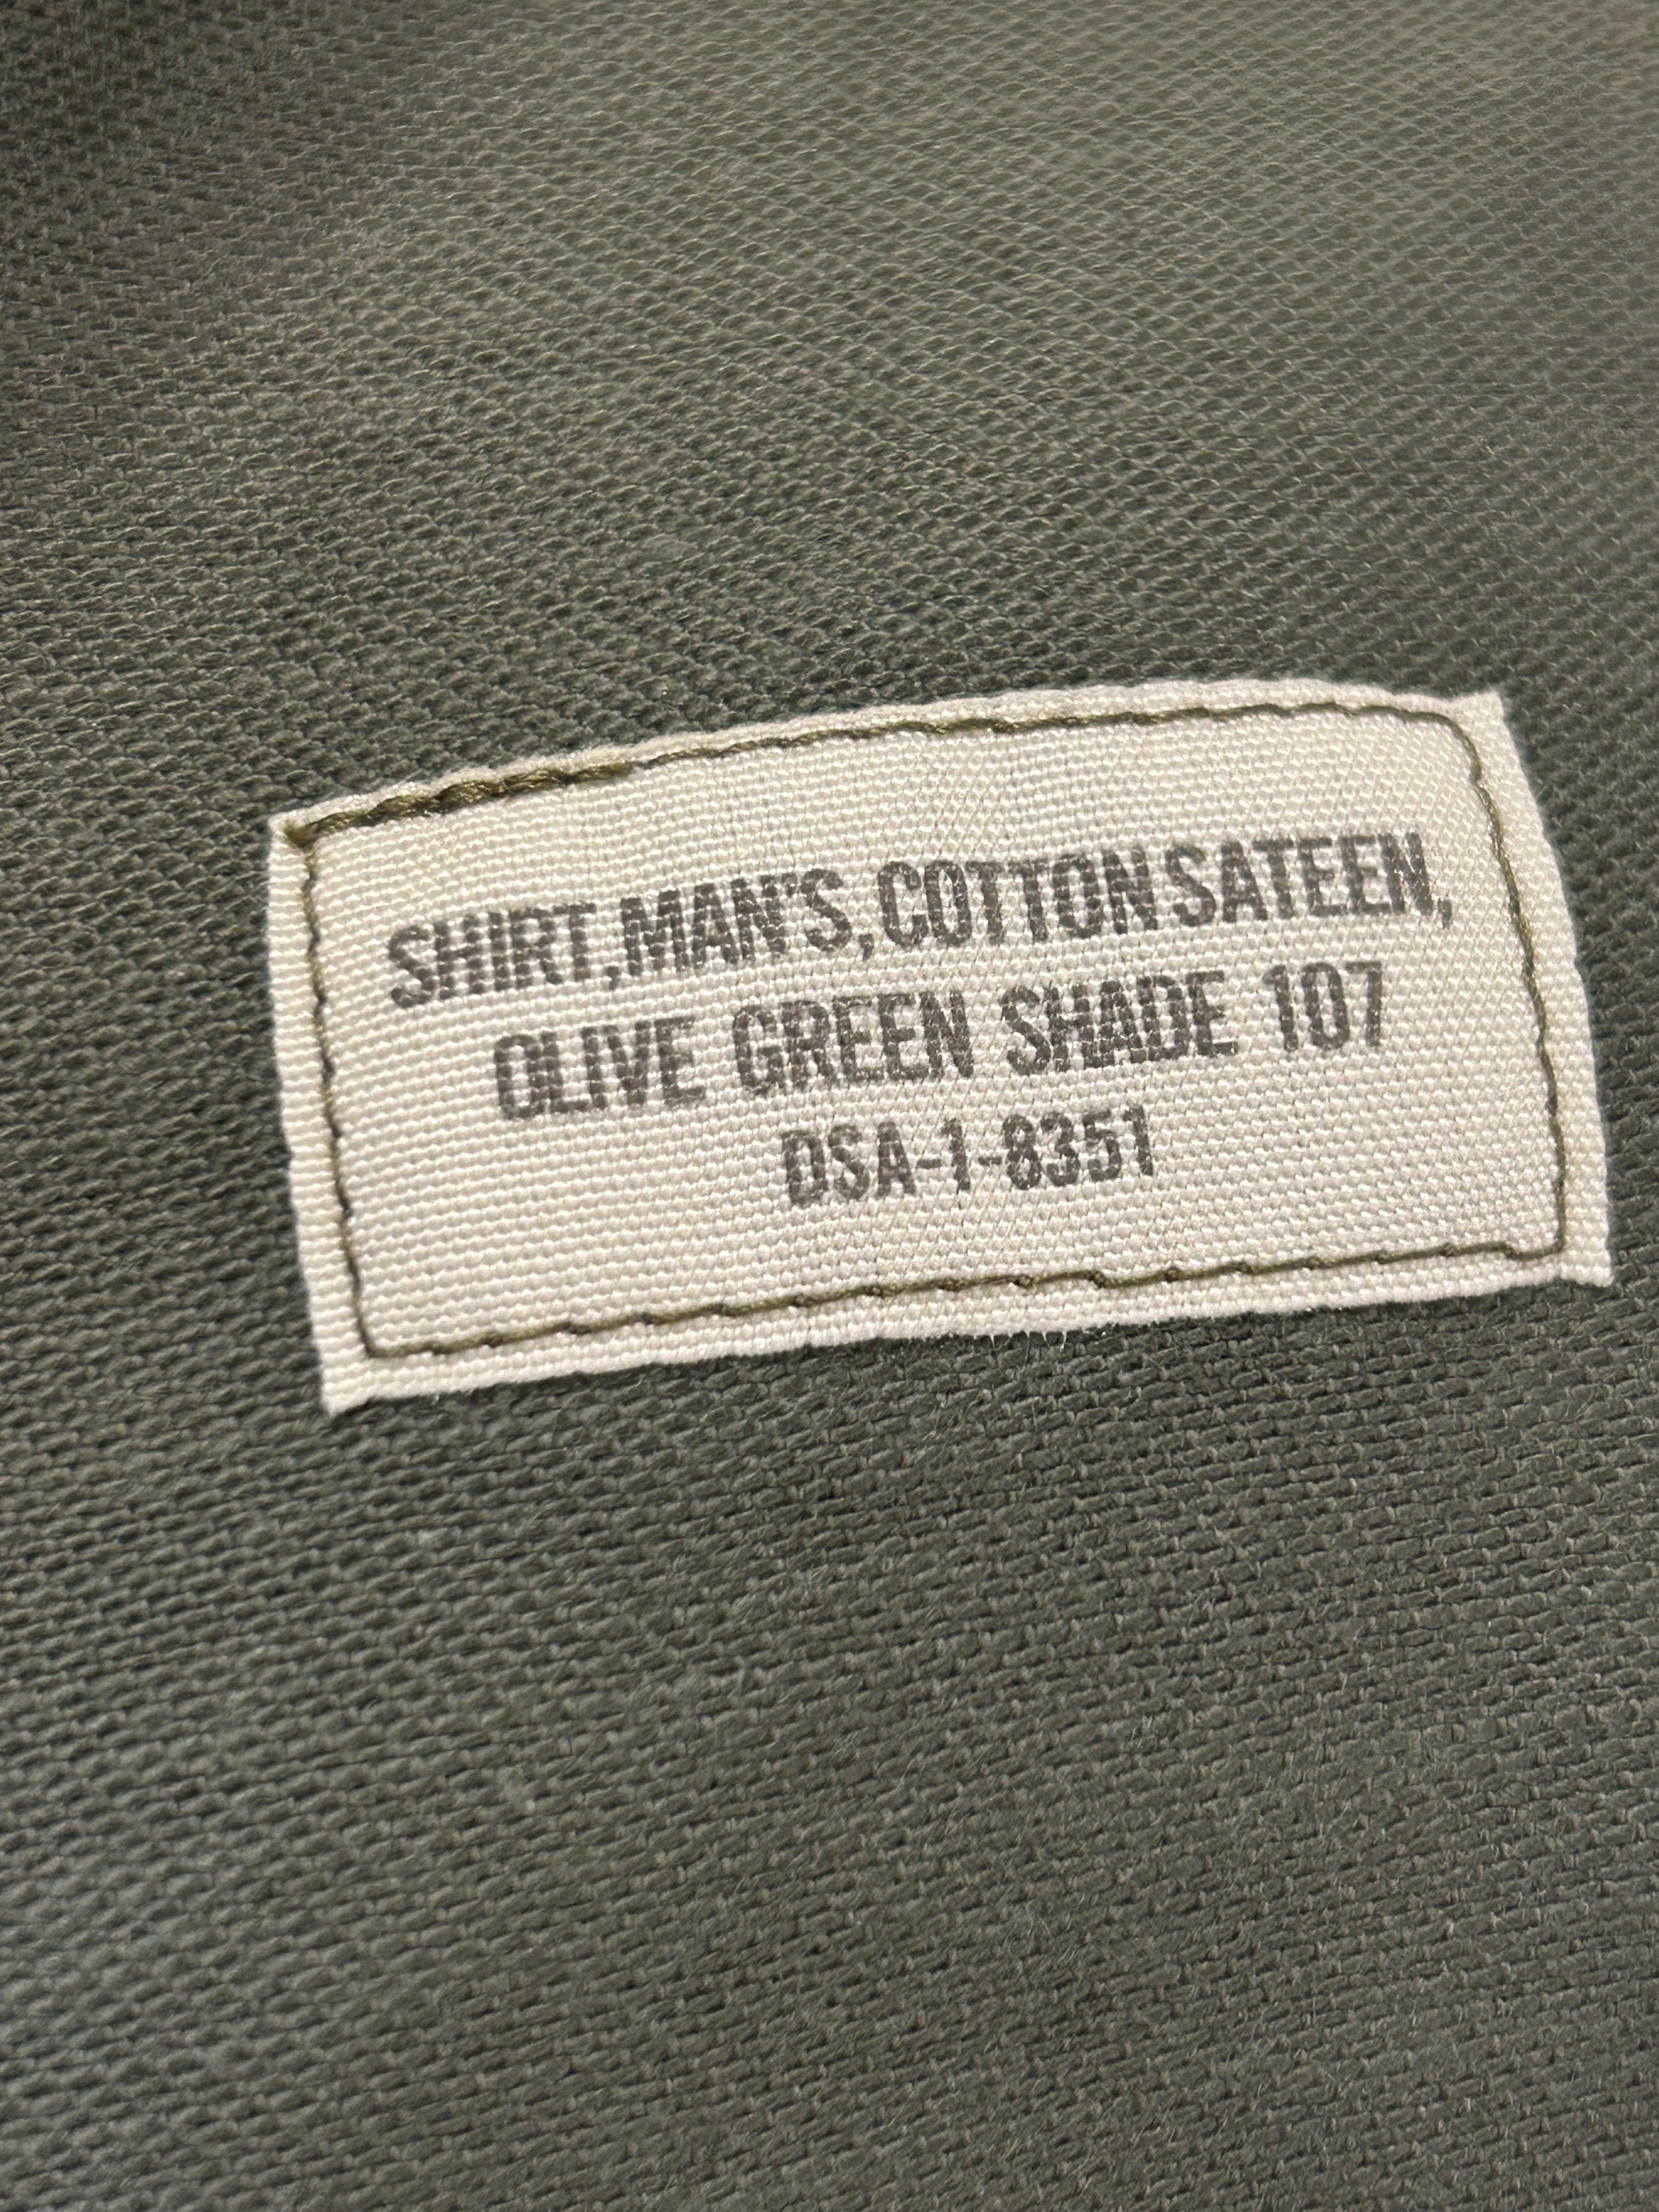 SHIRT,MAN'S,COTTON SATEEN,
OLIVE GREEN SHADE 107
DSA-1-8351